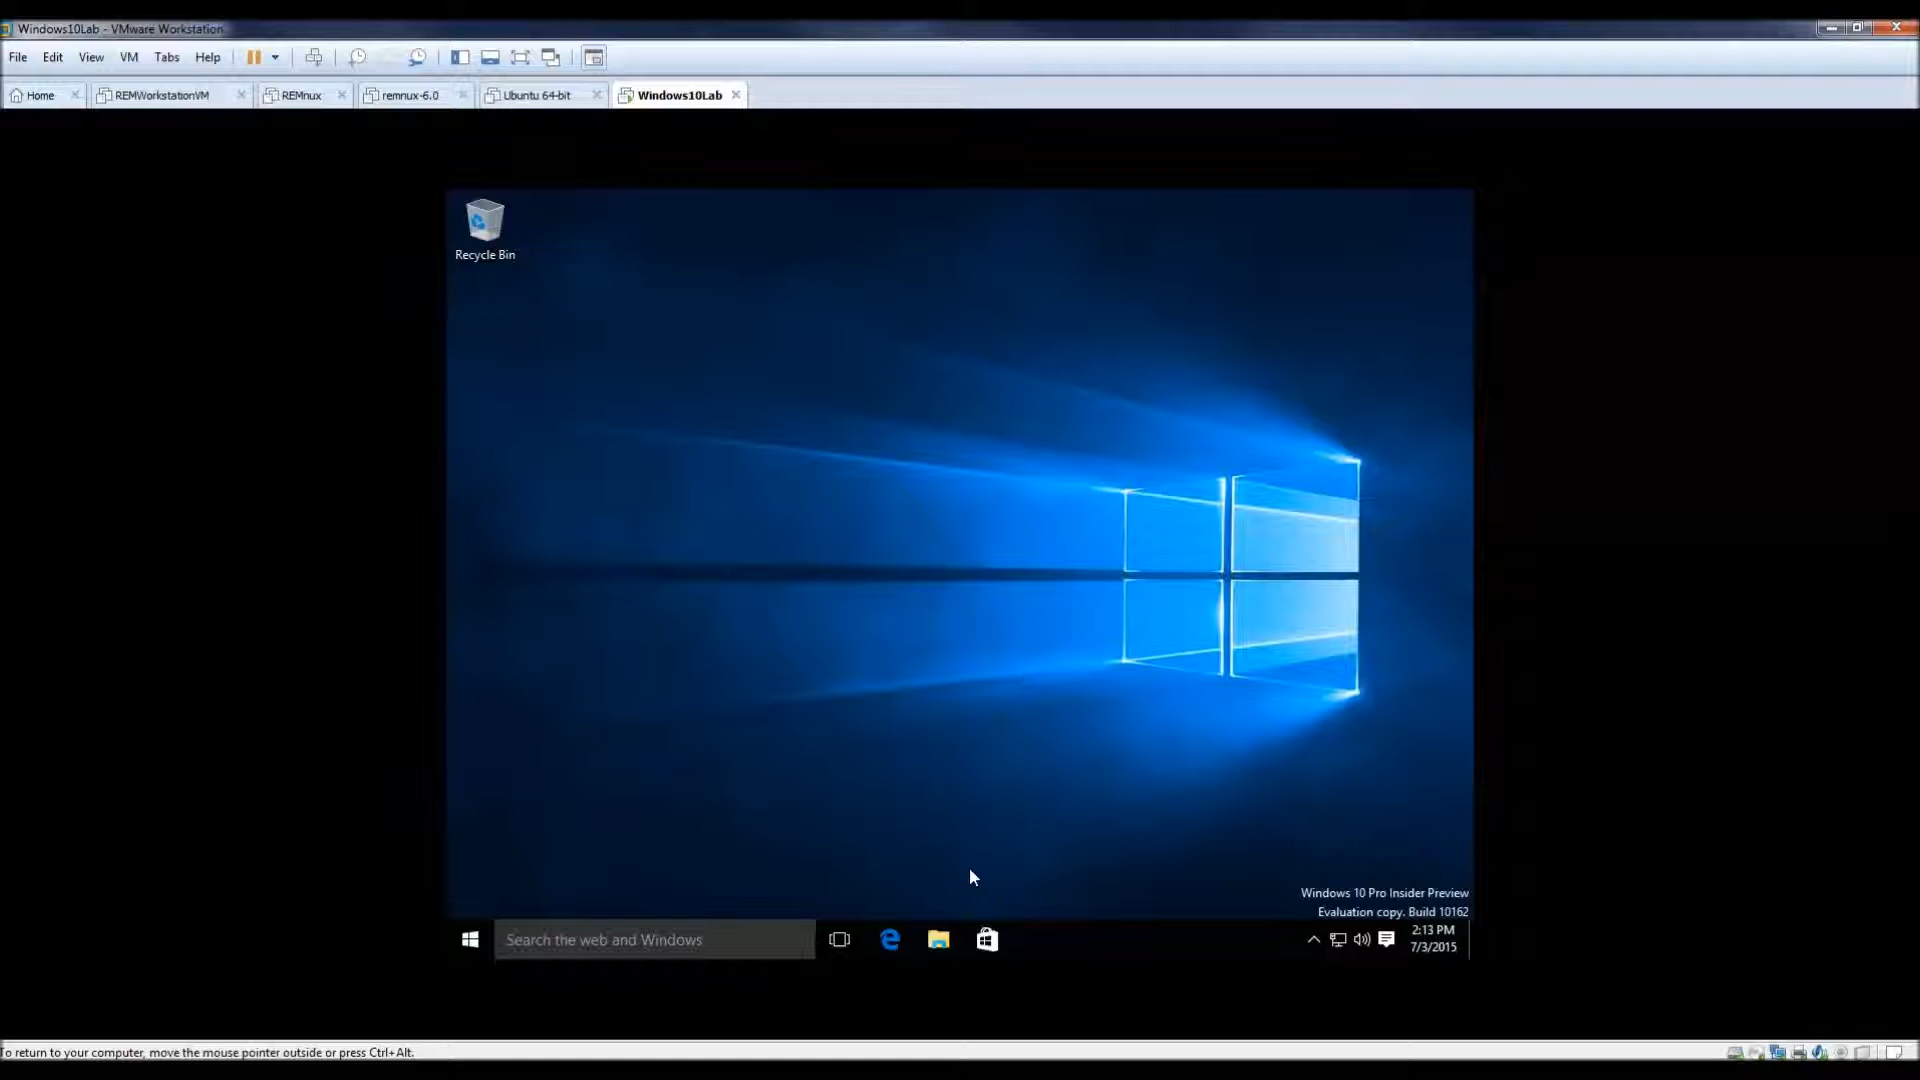 Windows10Lab - VMware Workstation
File Edit View VM Tabs Help
Home REMWorkstationVM REMnux remnux-6.0 Ubuntu 64-bit Windows10Lab
Recycle Bin
Windows 10 Pro Insider Preview
Evaluation copy. Build 10162
Search the web and Windows
2:13 PM
7/3/2015
To return to your computer, move the mouse pointer outside or press Ctrl+Alt.